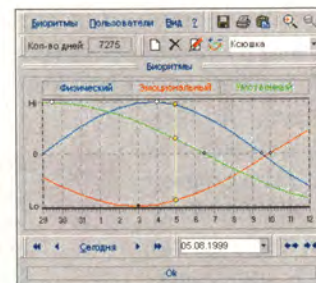 Биоритмы Пользователи Вид ?
Кол-во дней: 7275 Ксюшка
Биоритмы
Физический Эмоциональный Умственный
Hi
0
Lo
29 30 31 1 2 3 4 5 6 7 8 9 10 11 12
Сегодня 05.08.1999
Ok